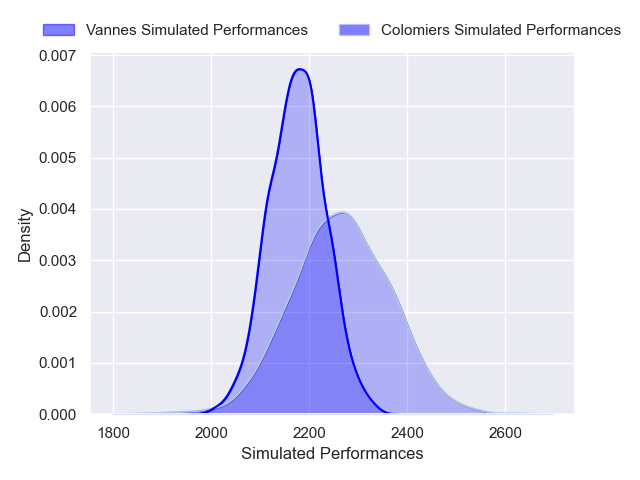 Vannes Simulated Performances Colomiers Simulated Performances
0.007
0.006
0.005
0.004
0.003
0.002
0.001
0.000
Density
1800 2000 2200 2400 2600
Simulated Performances